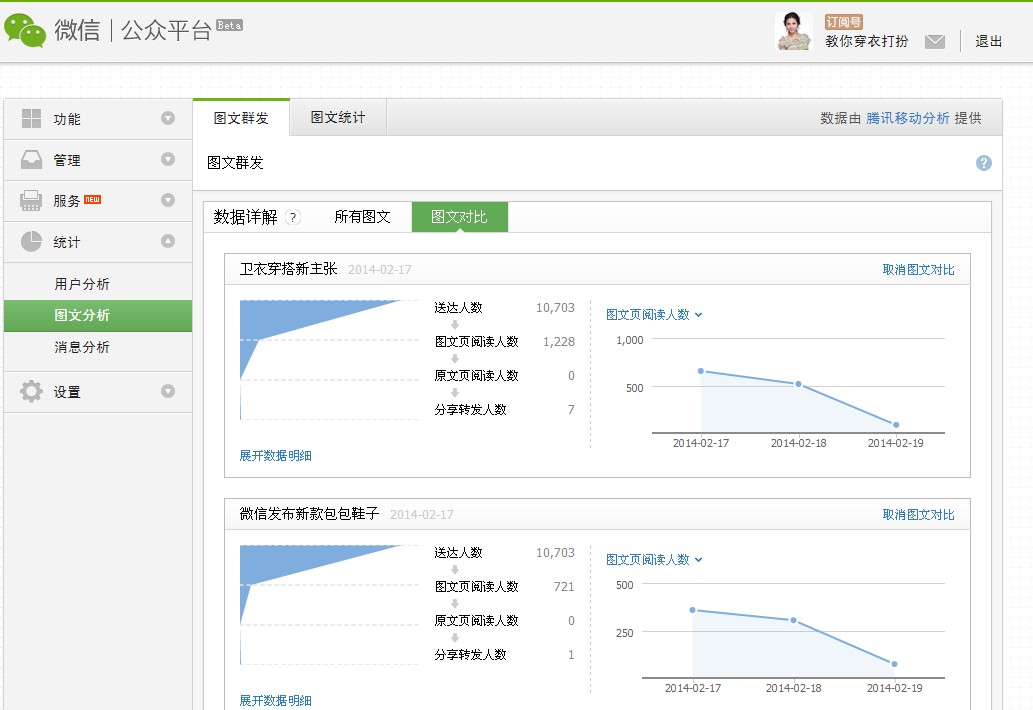 微信 | 公众平台 Beta
订阅号
教你穿衣打扮
退出
功能
管理
服务 NEW
统计
用户分析
图文分析
消息分析
设置
图文群发 图文统计 数据由 腾讯移动分析 提供
图文群发 ?
数据详解 ? 所有图文 图文对比
卫衣穿搭新主张 2014-02-17 取消图文对比
送达人数 10,703
图文页阅读人数 1,228
原文页阅读人数 0
分享转发人数 7
展开数据明细
图文页阅读人数
1,000
500
2014-02-17 2014-02-18 2014-02-19
微信发布新款包包鞋子 2014-02-17 取消图文对比
送达人数 10,703
图文页阅读人数 721
原文页阅读人数 0
分享转发人数 1
展开数据明细
图文页阅读人数
500
250
2014-02-17 2014-02-18 2014-02-19